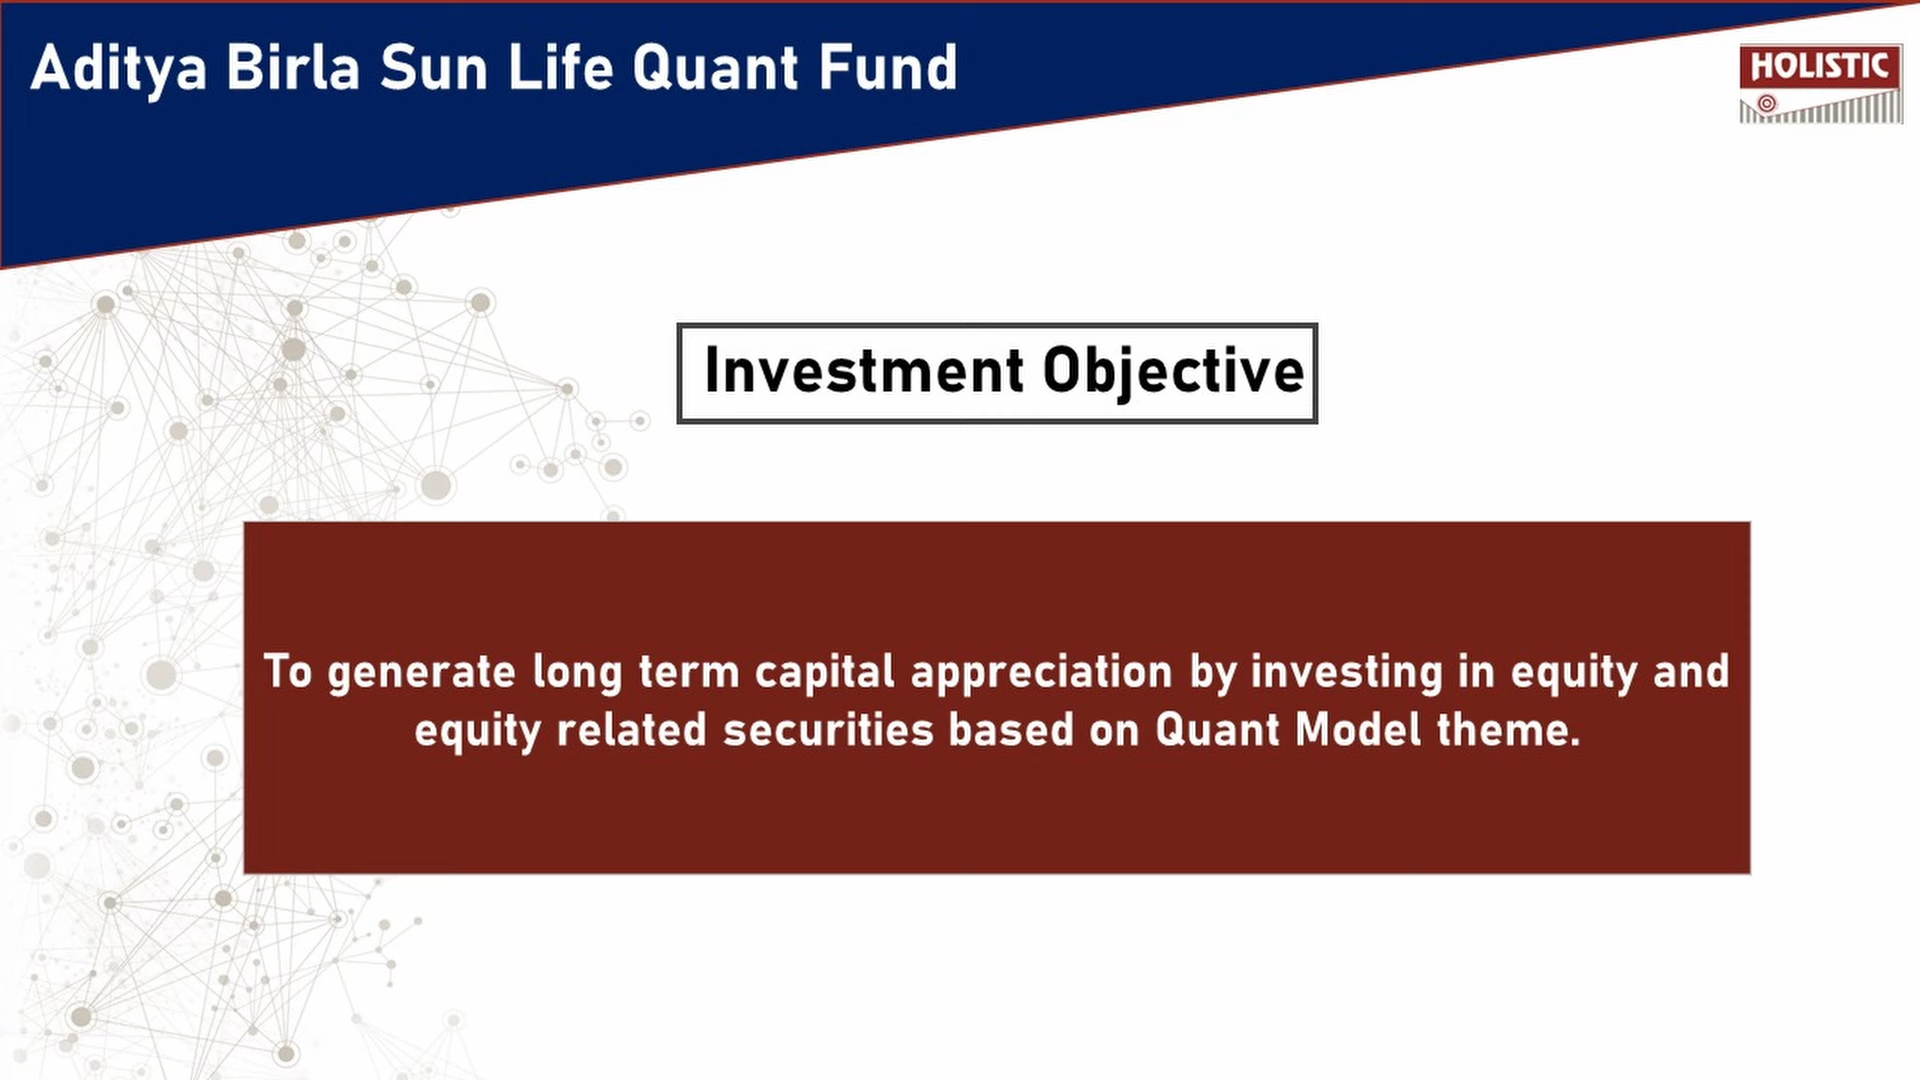 Aditya Birla Sun Life Quant Fund
HOLISTIC
Investment Objective
To generate long term capital appreciation by investing in equity and
equity related securities based on Quant Model theme.